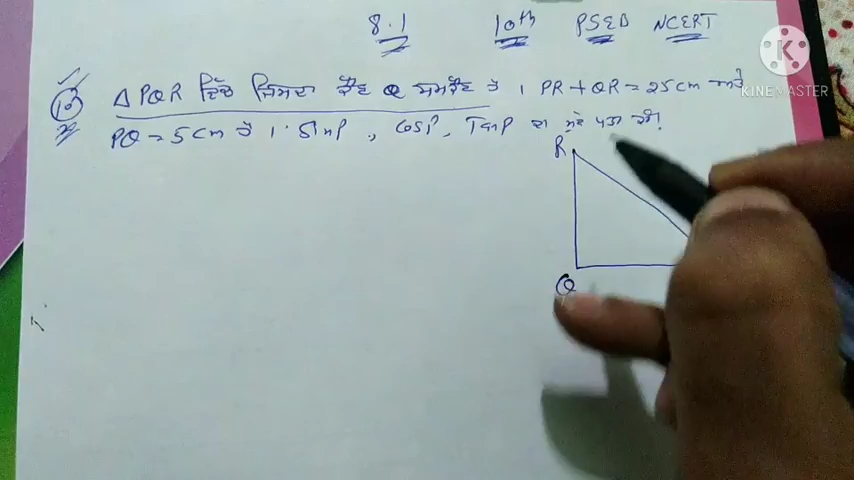 8.1 10th PSEB NCERT
KINEMASTER
10 Δ PQR ਵਿੱਚ ਜਿਸਦਾ ਕੋਣ Q ਸਮਕੋਣ ਹੈ । PR + QR = 25 cm ਅਤੇ
PQ = 5 cm ਹੈ । sinP , cosP , TanP ਦਾ ਮੁੱਲ ਪਤਾ ਕਰੋ ।
R
Q